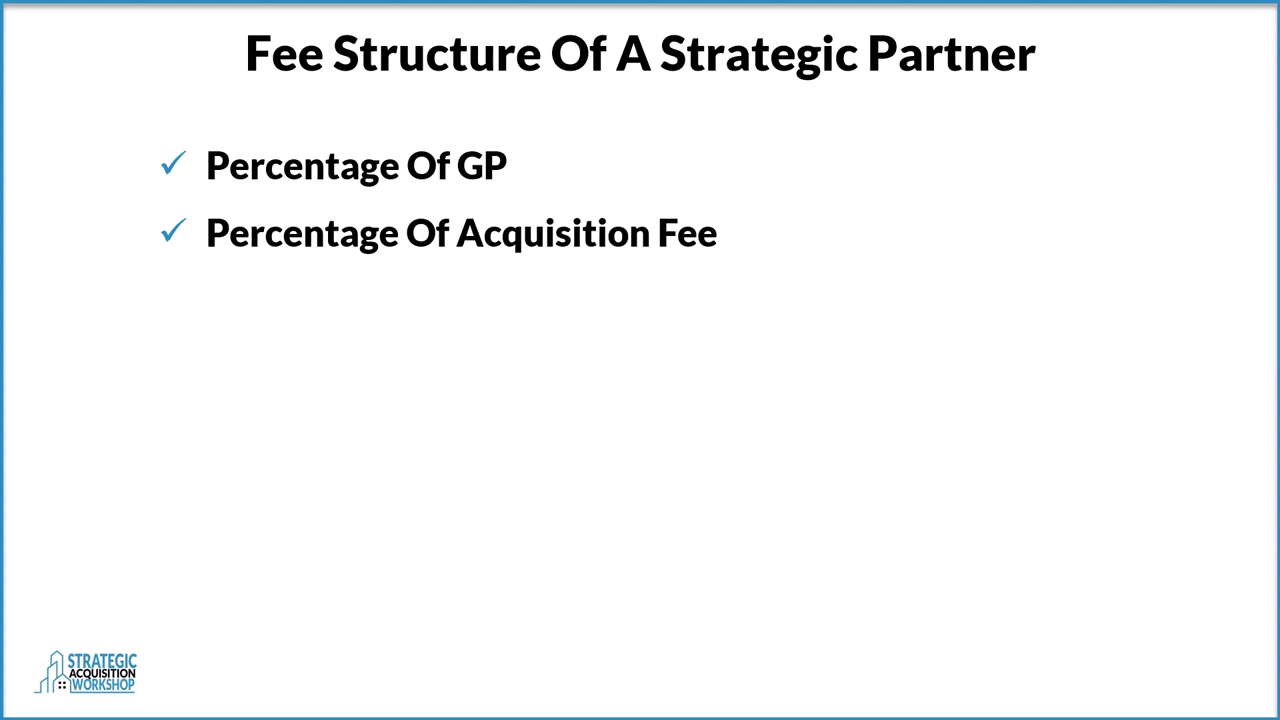 Fee Structure Of A Strategic Partner
✓ Percentage Of GP
✓ Percentage Of Acquisition Fee
STRATEGIC
ACQUISITION
WORKSHOP